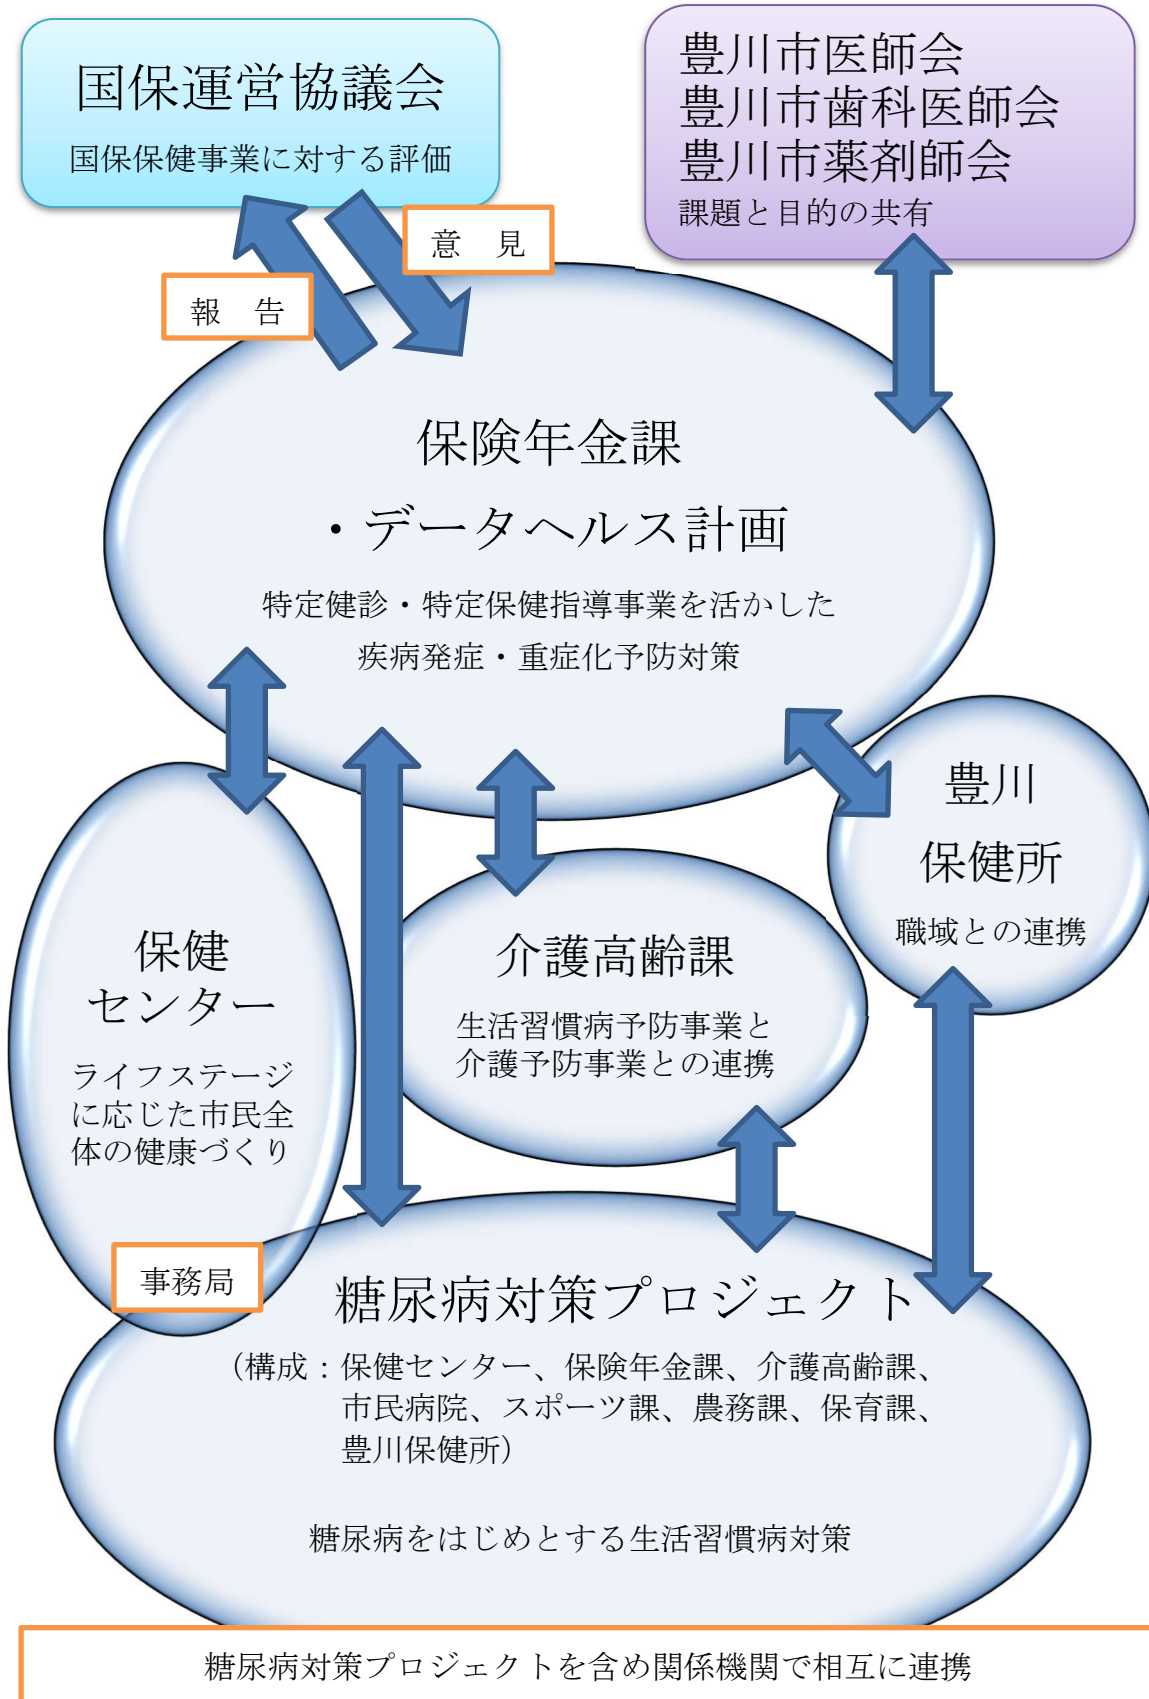 国保運営協議会
国保保健事業に対する評価
豊川市医師会
豊川市歯科医師会
豊川市薬剤師会
課題と目的の共有
意　見
報　告
保険年金課
・データヘルス計画
特定健診・特定保健指導事業を活かした
疾病発症・重症化予防対策
豊川
保健所
職域との連携
保健
センター
ライフステージ
に応じた市民全
体の健康づくり
介護高齢課
生活習慣病予防事業と
介護予防事業との連携
事務局
糖尿病対策プロジェクト
（構成：保健センター、保険年金課、介護高齢課、
市民病院、スポーツ課、農務課、保育課、
豊川保健所）
糖尿病をはじめとする生活習慣病対策
糖尿病対策プロジェクトを含め関係機関で相互に連携